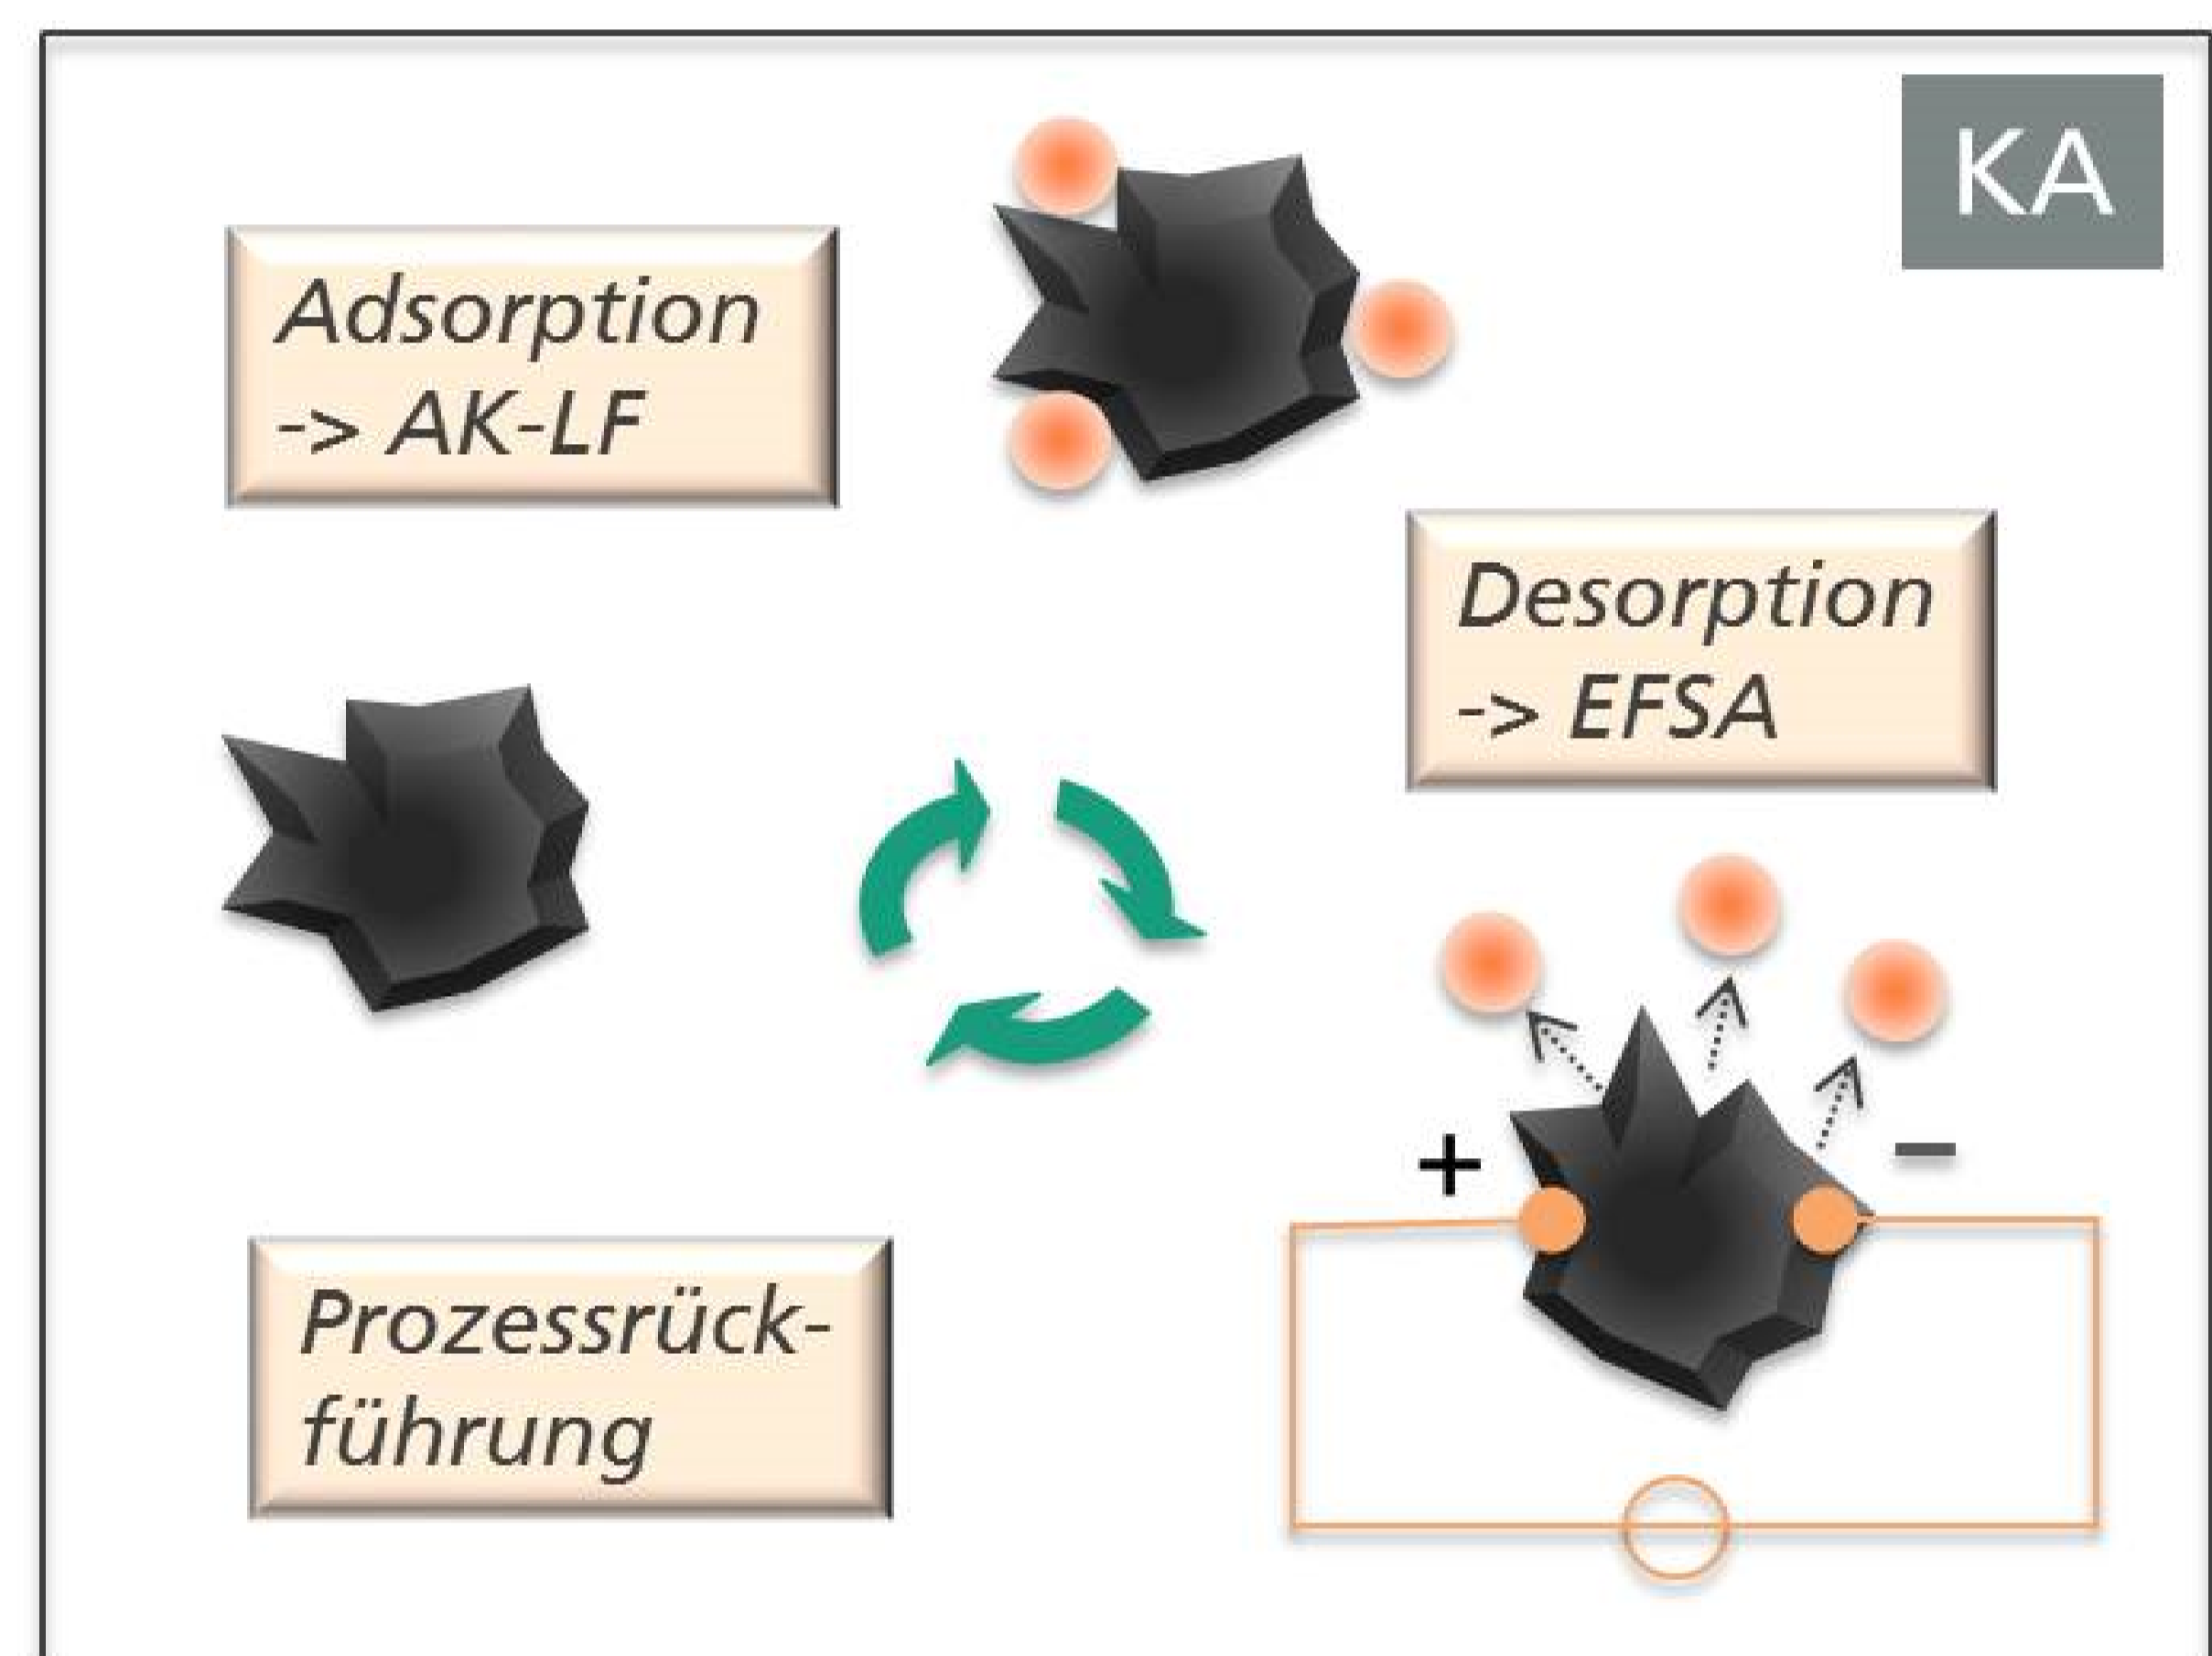 KA
Adsorption
-> AK-LF
Desorption
-> EFSA
+
–
Prozessrück-
führung